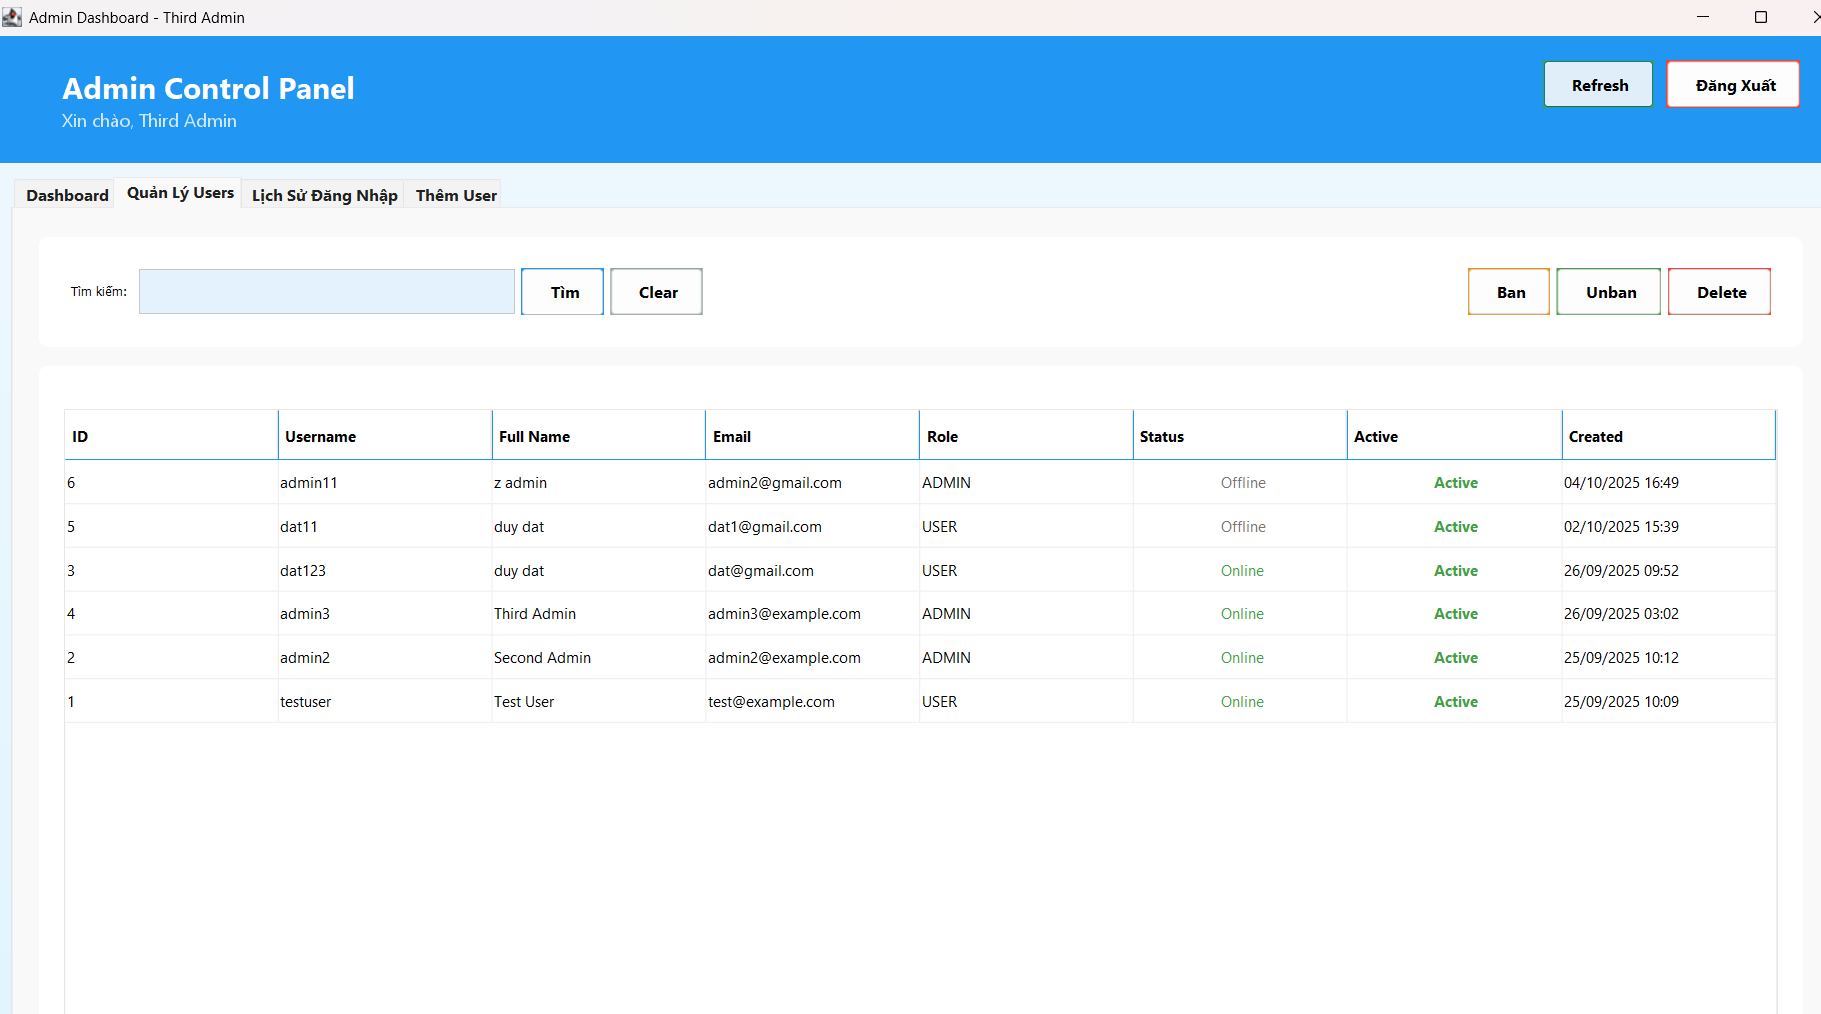 Admin Dashboard - Third Admin
Admin Control Panel
Xin chào, Third Admin
Refresh
Đăng Xuất
Dashboard
Quản Lý Users
Lịch Sử Đăng Nhập
Thêm User
Tìm kiếm:
Tìm
Clear
Ban
Unban
Delete
ID Username Full Name Email Role Status Active Created
6 admin11 z admin admin2@gmail.com ADMIN Offline Active 04/10/2025 16:49
5 dat11 duy dat dat1@gmail.com USER Offline Active 02/10/2025 15:39
3 dat123 duy dat dat@gmail.com USER Online Active 26/09/2025 09:52
4 admin3 Third Admin admin3@example.com ADMIN Online Active 26/09/2025 03:02
2 admin2 Second Admin admin2@example.com ADMIN Online Active 25/09/2025 10:12
1 testuser Test User test@example.com USER Online Active 25/09/2025 10:09